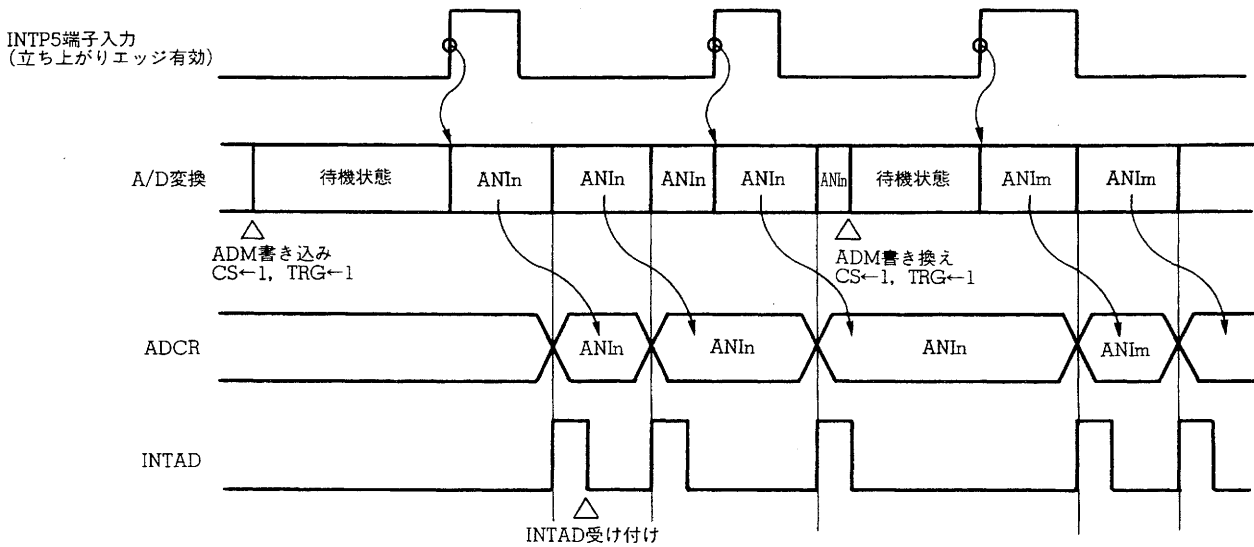 INTP5端子入力
(立ち上がりエッジ有効)
A/D変換
待機状態
ANIn
ANIn
ANIn
ANIn
ANIn
待機状態
ANIm
ANIm
ADM書き込み
CS←1, TRG←1
ADM書き換え
CS←1, TRG←1
ADCR
ANIn
ANIn
ANIn
ANIm
INTAD
INTAD受け付け